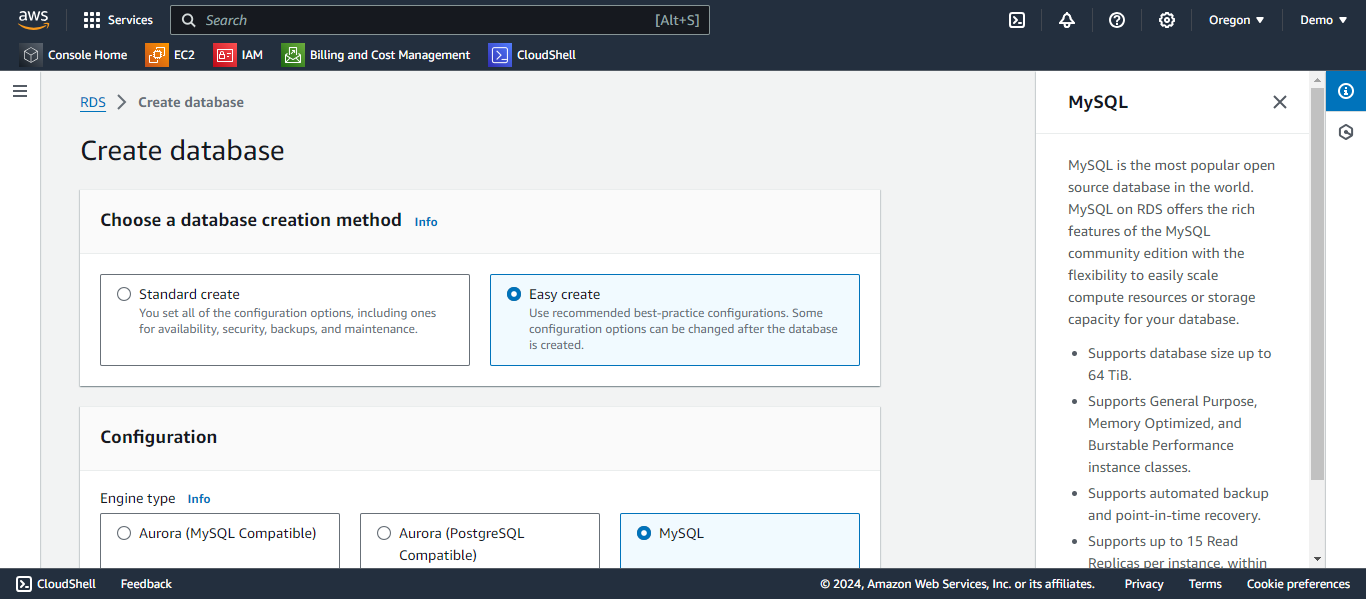 aws
Services
Search
[Alt+S]
Oregon
Demo
Console Home
EC2
IAM
Billing and Cost Management
CloudShell
RDS
Create database
Create database
Choose a database creation method Info
Standard create
You set all of the configuration options, including ones
for availability, security, backups, and maintenance.
Easy create
Use recommended best-practice configurations. Some
configuration options can be changed after the database
is created.
Configuration
Engine type Info
Aurora (MySQL Compatible)
Aurora (PostgreSQL
Compatible)
MySQL
MySQL
MySQL is the most popular open
source database in the world.
MySQL on RDS offers the rich
features of the MySQL
community edition with the
flexibility to easily scale
compute resources or storage
capacity for your database.
• Supports database size up to
64 TiB.
• Supports General Purpose,
Memory Optimized, and
Burstable Performance
instance classes.
• Supports automated backup
and point-in-time recovery.
• Supports up to 15 Read
Replicas per instance, within
CloudShell
Feedback
© 2024, Amazon Web Services, Inc. or its affiliates.
Privacy
Terms
Cookie preferences